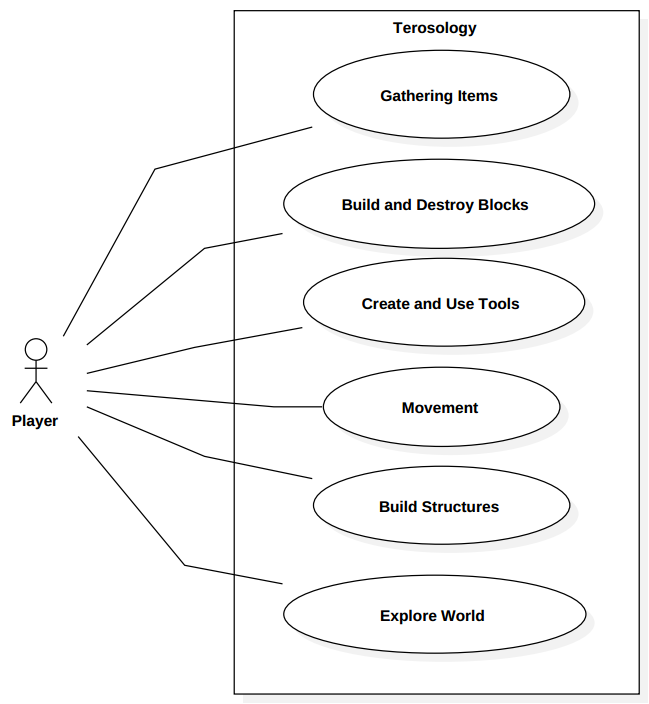 Terosology
Gathering Items
Build and Destroy Blocks
Create and Use Tools
Player
Movement
Build Structures
Explore World